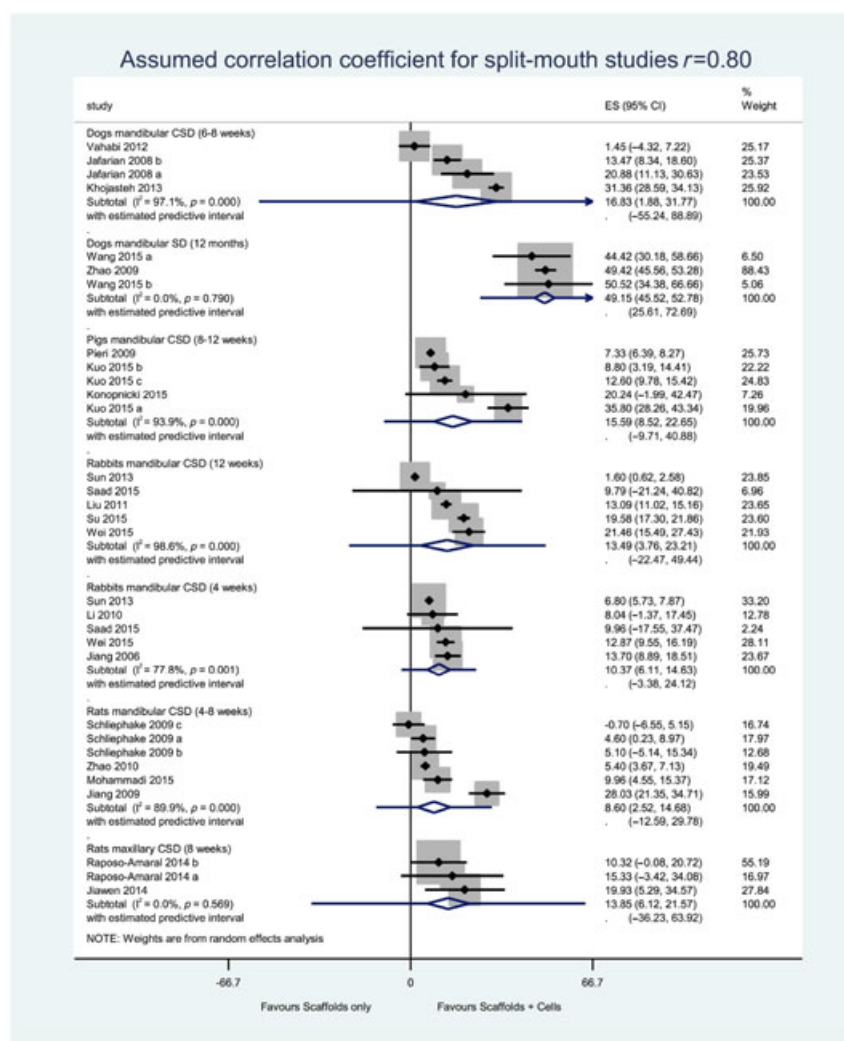 Assumed correlation coefficient for split-mouth studies r=0.80
%
study ES (95% CI) Weight
Dogs mandibular CSD (6-8 weeks)
Vahabi 2012 1.45 (−4.32, 7.22) 25.17
Jafarian 2008 b 13.47 (8.34, 18.60) 25.37
Jafarian 2008 a 20.88 (11.13, 30.63) 23.53
Khojasteh 2013 31.36 (28.59, 34.13) 25.92
Subtotal (I² = 97.1%, p = 0.000) 16.83 (1.88, 31.77) 100.00
with estimated predictive interval . (−55.24, 88.89)
.
Dogs mandibular SD (12 months)
Wang 2015 a 44.42 (30.18, 58.66) 6.50
Zhao 2009 49.42 (45.56, 53.28) 88.43
Wang 2015 b 50.52 (34.38, 66.66) 5.06
Subtotal (I² = 0.0%, p = 0.790) 49.15 (45.52, 52.78) 100.00
with estimated predictive interval . (25.61, 72.69)
.
Pigs mandibular CSD (8-12 weeks)
Pieri 2009 7.33 (6.39, 8.27) 25.73
Kuo 2015 b 8.80 (3.19, 14.41) 22.22
Kuo 2015 c 12.60 (9.78, 15.42) 24.83
Konopnicki 2015 20.24 (−1.99, 42.47) 7.26
Kuo 2015 a 35.80 (28.26, 43.34) 19.96
Subtotal (I² = 93.9%, p = 0.000) 15.59 (8.52, 22.65) 100.00
with estimated predictive interval . (−9.71, 40.88)
.
Rabbits mandibular CSD (12 weeks)
Sun 2013 1.60 (0.62, 2.58) 23.85
Saad 2015 9.79 (−21.24, 40.82) 6.96
Liu 2011 13.09 (11.02, 15.16) 23.65
Su 2015 19.58 (17.30, 21.86) 23.60
Wei 2015 21.46 (15.49, 27.43) 21.93
Subtotal (I² = 98.6%, p = 0.000) 13.49 (3.76, 23.21) 100.00
with estimated predictive interval . (−22.47, 49.44)
.
Rabbits mandibular CSD (4 weeks)
Sun 2013 6.80 (5.73, 7.87) 33.20
Li 2010 8.04 (−1.37, 17.45) 12.78
Saad 2015 9.96 (−17.55, 37.47) 2.24
Wei 2015 12.87 (9.55, 16.19) 28.11
Jiang 2006 13.70 (8.89, 18.51) 23.67
Subtotal (I² = 77.8%, p = 0.001) 10.37 (6.11, 14.63) 100.00
with estimated predictive interval . (−3.38, 24.12)
.
Rats mandibular CSD (4-8 weeks)
Schliephake 2009 c -0.70 (−6.55, 5.15) 16.74
Schliephake 2009 a 4.60 (0.23, 8.97) 17.97
Schliephake 2009 b 5.10 (−5.14, 15.34) 12.68
Zhao 2010 5.40 (3.67, 7.13) 19.49
Mohammadi 2015 9.96 (4.55, 15.37) 17.12
Jiang 2009 28.03 (21.35, 34.71) 15.99
Subtotal (I² = 89.9%, p = 0.000) 8.60 (2.52, 14.68) 100.00
with estimated predictive interval . (−12.59, 29.78)
.
Rats maxillary CSD (8 weeks)
Raposo-Amaral 2014 b 10.32 (−0.08, 20.72) 55.19
Raposo-Amaral 2014 a 15.33 (−3.42, 34.08) 16.97
Jiawen 2014 19.93 (5.29, 34.57) 27.84
Subtotal (I² = 0.0%, p = 0.569) 13.85 (6.12, 21.57) 100.00
with estimated predictive interval . (−36.23, 63.92)
NOTE: Weights are from random effects analysis
-66.7 0 66.7
Favours Scaffolds only Favours Scaffolds + Cells